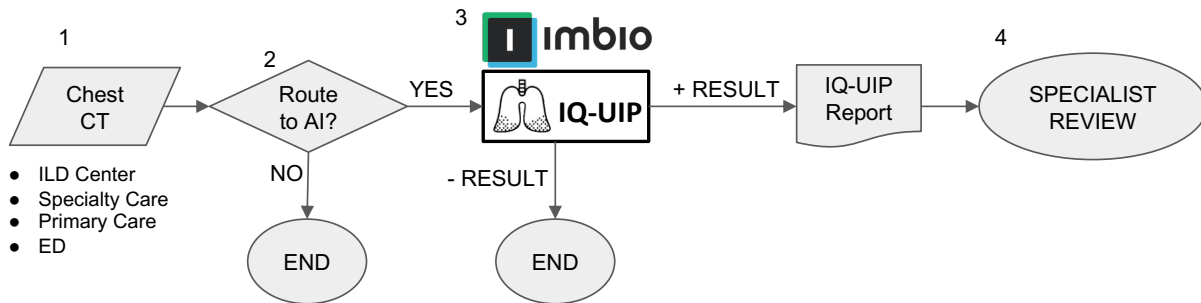 1
Chest
CT
● ILD Center
● Specialty Care
● Primary Care
● ED
2
Route
to AI?
YES
NO
END
3
I imbio
IQ-UIP
- RESULT
END
+ RESULT
IQ-UIP
Report
4
SPECIALIST
REVIEW